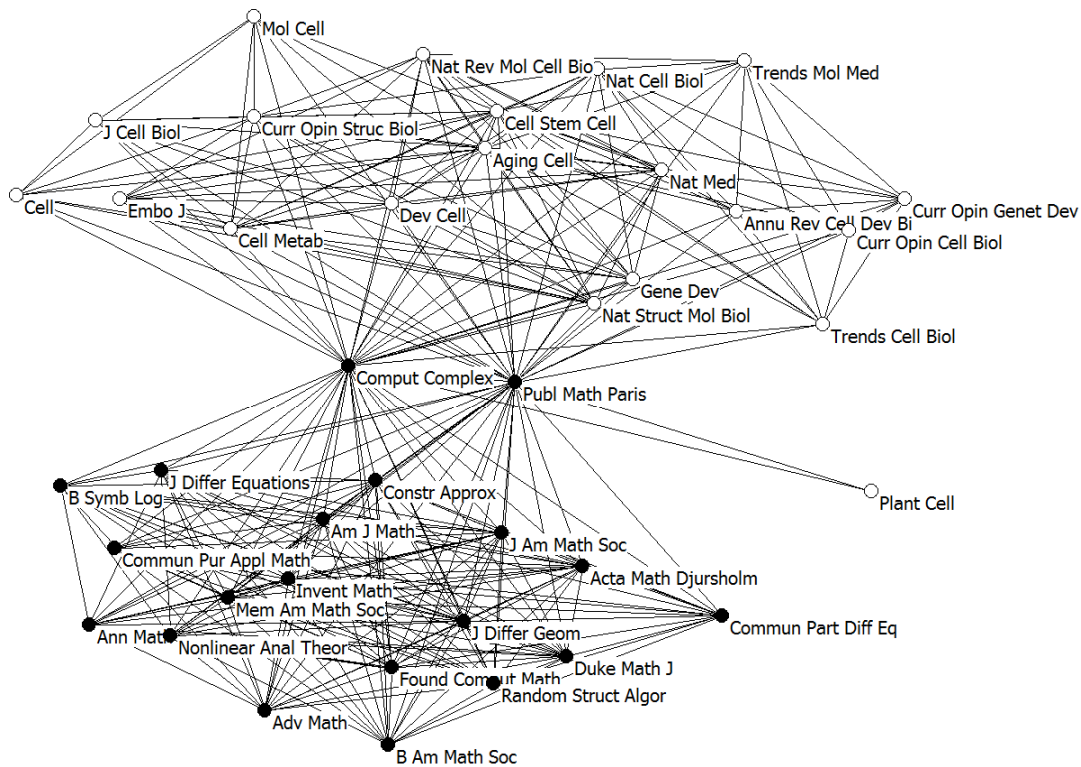 Mol Cell
Nat Rev Mol Cell Bio
Nat Cell Biol
Trends Mol Med
J Cell Biol
Curr Opin Struc Biol
Cell Stem Cell
Aging Cell
Nat Med
Cell
Embo J
Dev Cell
Annu Rev Cell Dev Bi
Curr Opin Genet Dev
Cell Metab
Curr Opin Cell Biol
Gene Dev
Nat Struct Mol Biol
Trends Cell Biol
Comput Complex
Publ Math Paris
J Differ Equations
B Symb Log
Constr Approx
Plant Cell
Am J Math
J Am Math Soc
Commun Pur Appl Math
Acta Math Djursholm
Invent Math
Mem Am Math Soc
Commun Part Diff Eq
Ann Math
J Differ Geom
Nonlinear Anal Theor
Duke Math J
Found Comput Math
Random Struct Algor
Adv Math
B Am Math Soc